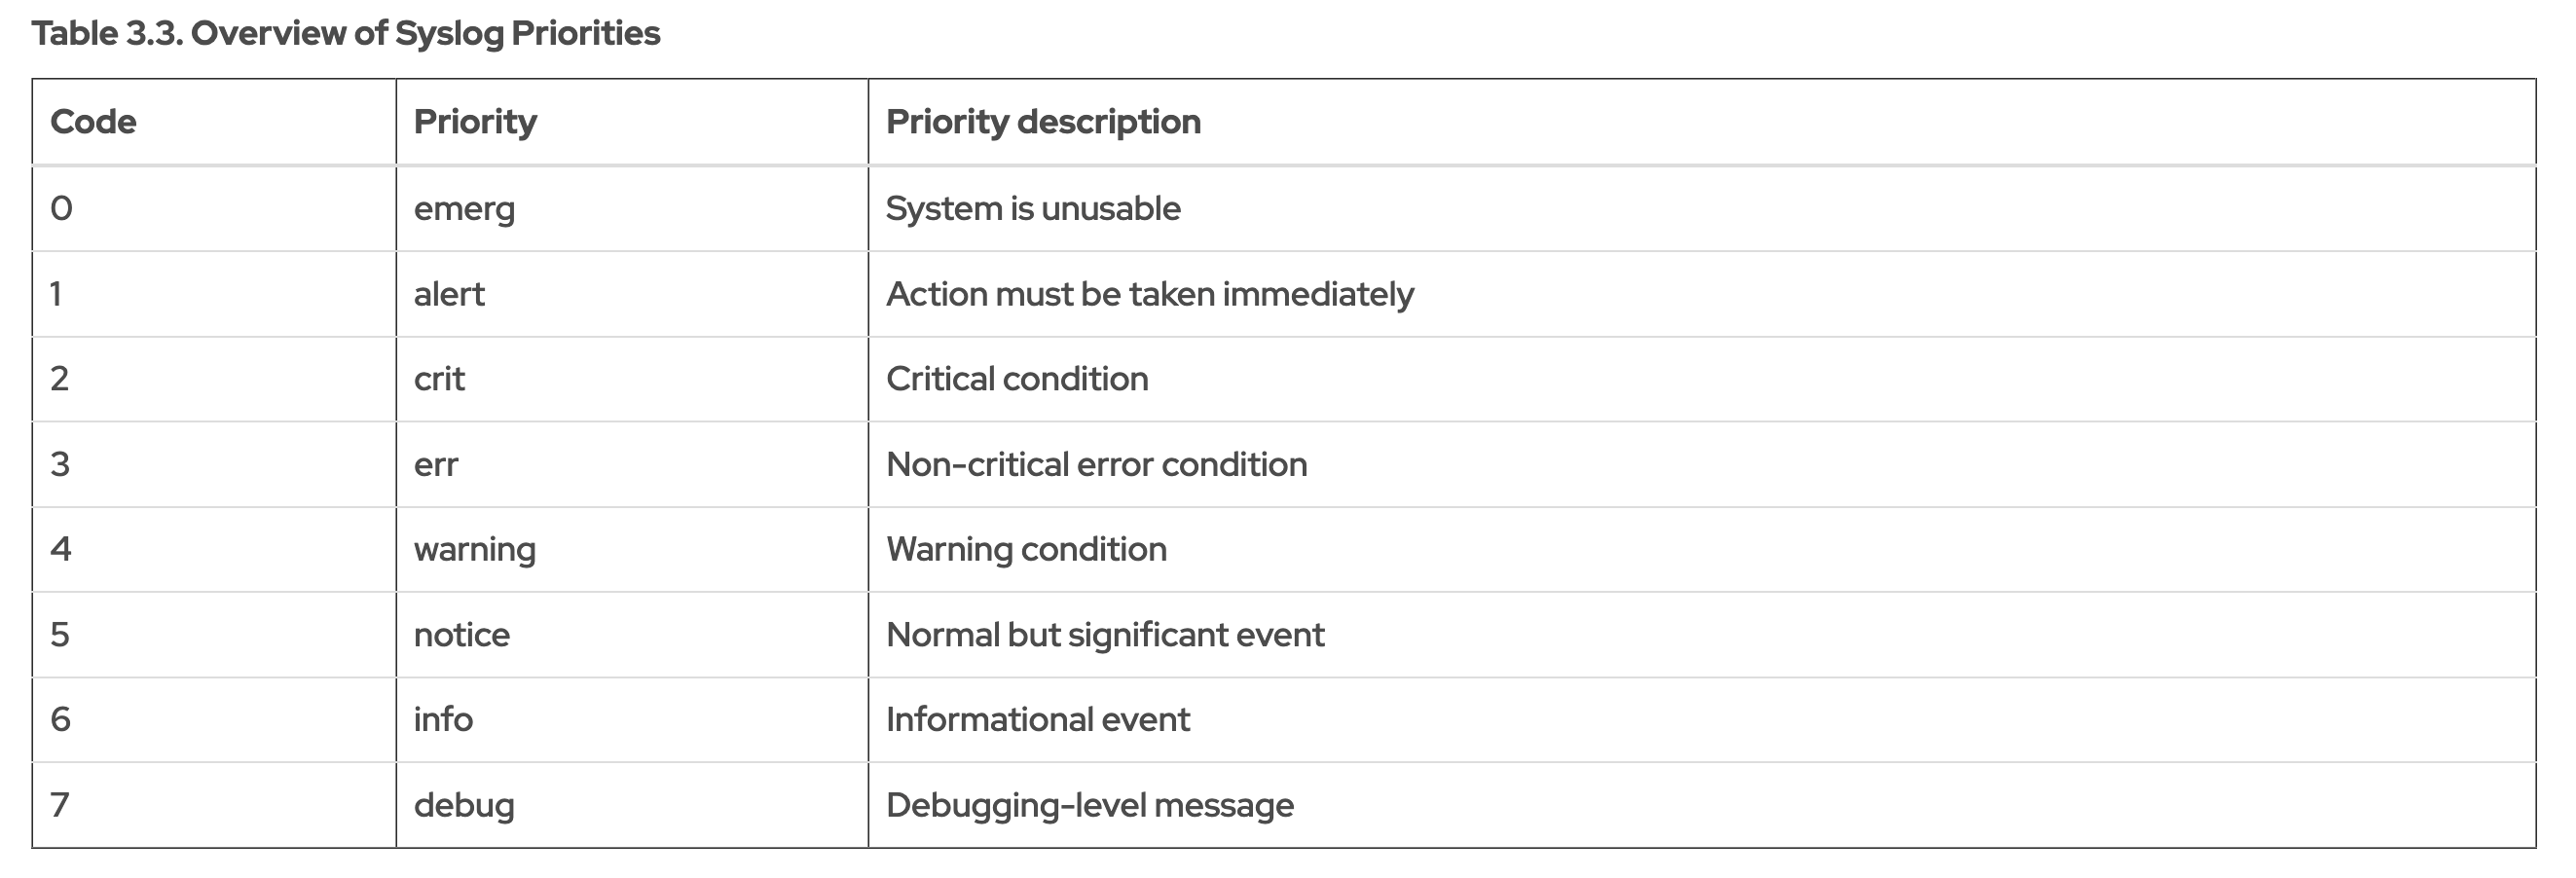 Table 3.3. Overview of Syslog Priorities
Code Priority Priority description
0 emerg System is unusable
1 alert Action must be taken immediately
2 crit Critical condition
3 err Non-critical error condition
4 warning Warning condition
5 notice Normal but significant event
6 info Informational event
7 debug Debugging-level message